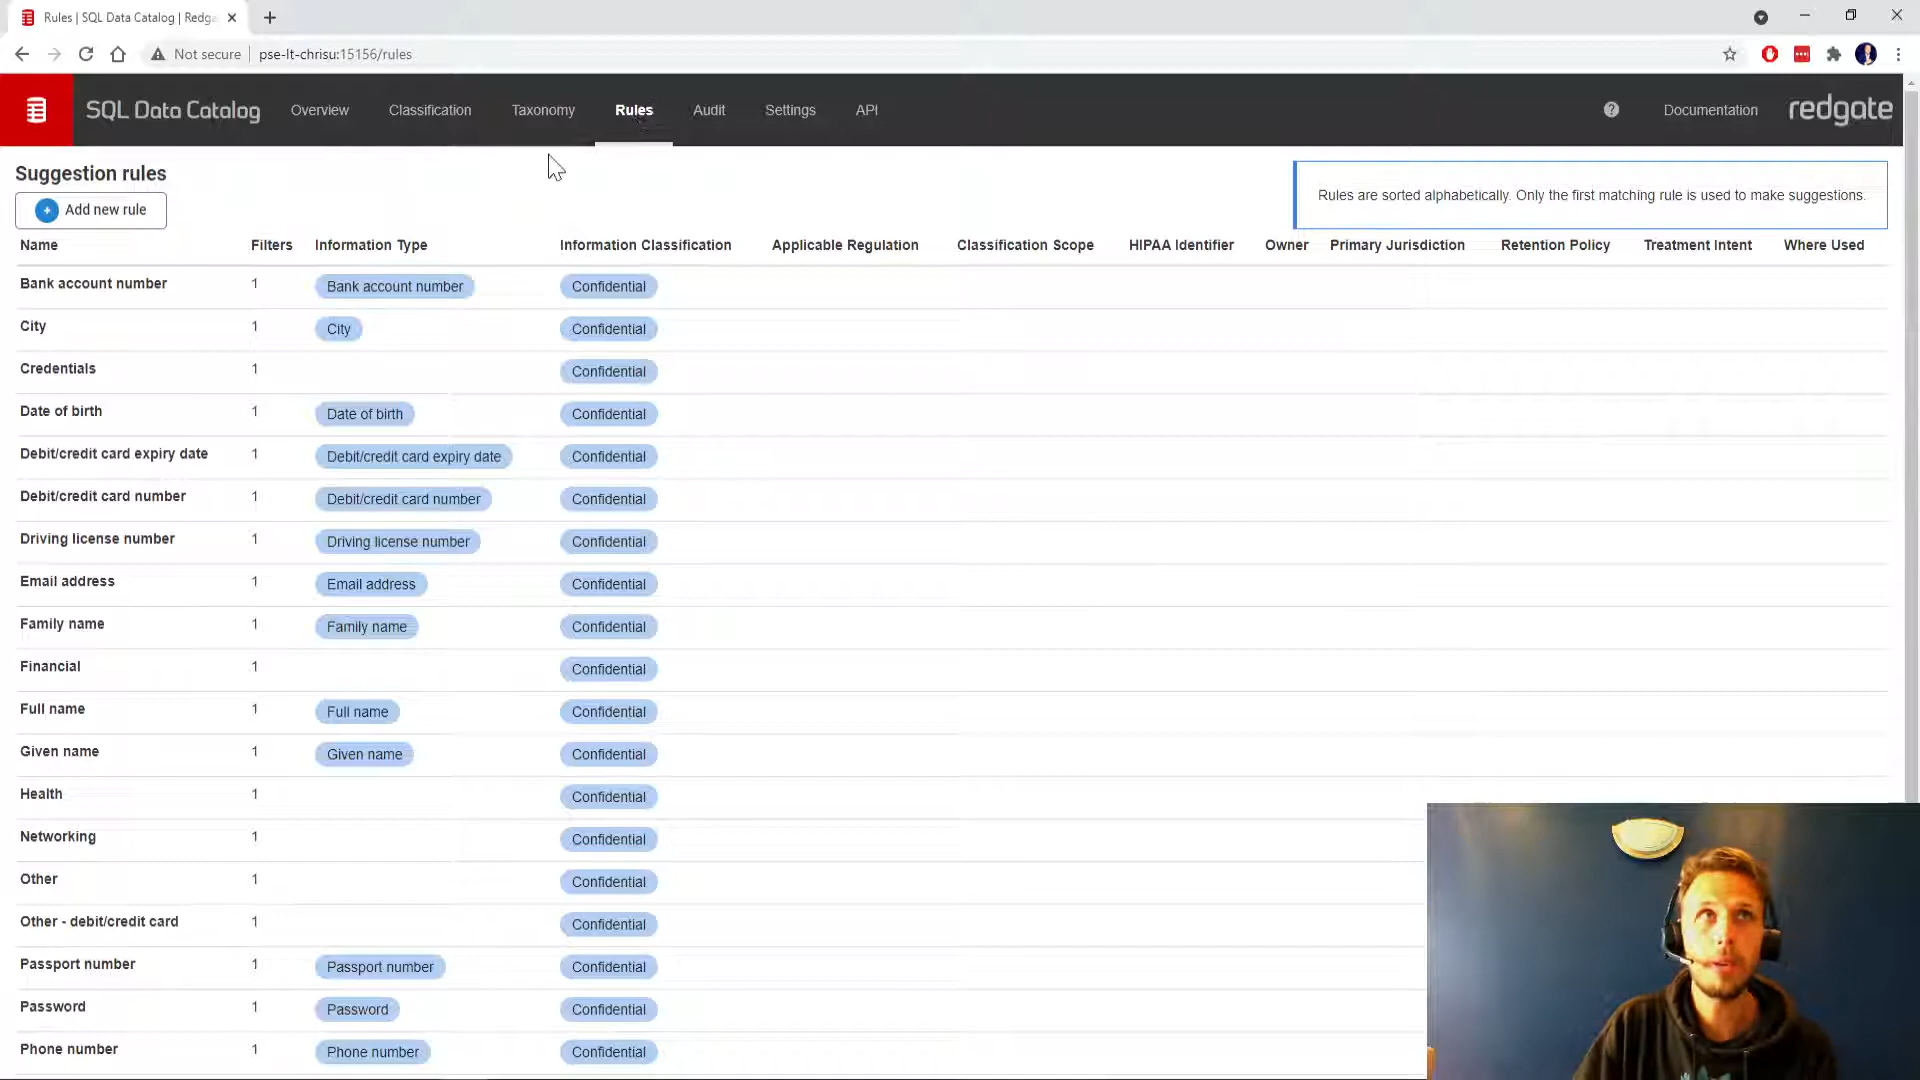 Rules | SQL Data Catalog | Redga
Not secure
pse-lt-chrisu:15156/rules
SQL Data Catalog
Overview
Classification
Taxonomy
Rules
Audit
Settings
API
?
Documentation
redgate
Suggestion rules
Rules are sorted alphabetically. Only the first matching rule is used to make suggestions.
+ Add new rule
Name Filters Information Type Information Classification Applicable Regulation Classification Scope HIPAA Identifier Owner Primary Jurisdiction Retention Policy Treatment Intent Where Used
Bank account number 1 Bank account number Confidential
City 1 City Confidential
Credentials 1 Confidential
Date of birth 1 Date of birth Confidential
Debit/credit card expiry date 1 Debit/credit card expiry date Confidential
Debit/credit card number 1 Debit/credit card number Confidential
Driving license number 1 Driving license number Confidential
Email address 1 Email address Confidential
Family name 1 Family name Confidential
Financial 1 Confidential
Full name 1 Full name Confidential
Given name 1 Given name Confidential
Health 1 Confidential
Networking 1 Confidential
Other 1 Confidential
Other - debit/credit card 1 Confidential
Passport number 1 Passport number Confidential
Password 1 Password Confidential
Phone number 1 Phone number Confidential